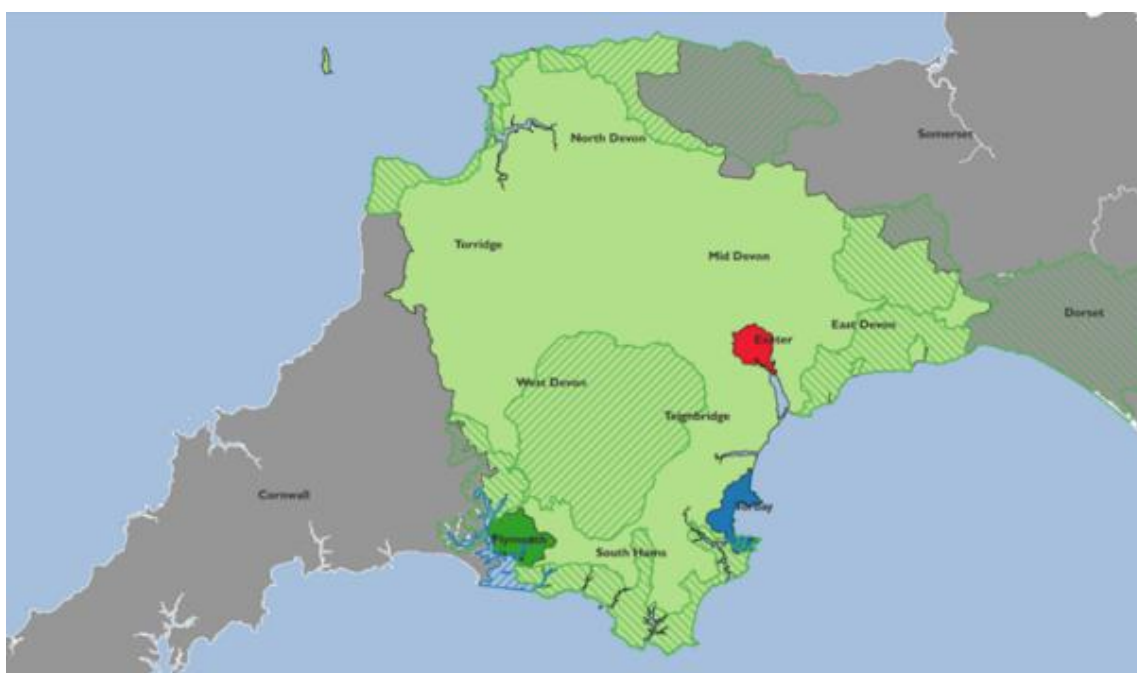 North Devon
Somerset
Torridge
Mid Devon
Dorset
East Devon
Exeter
West Devon
Teignbridge
Cornwall
Torbay
Plymouth
South Hams